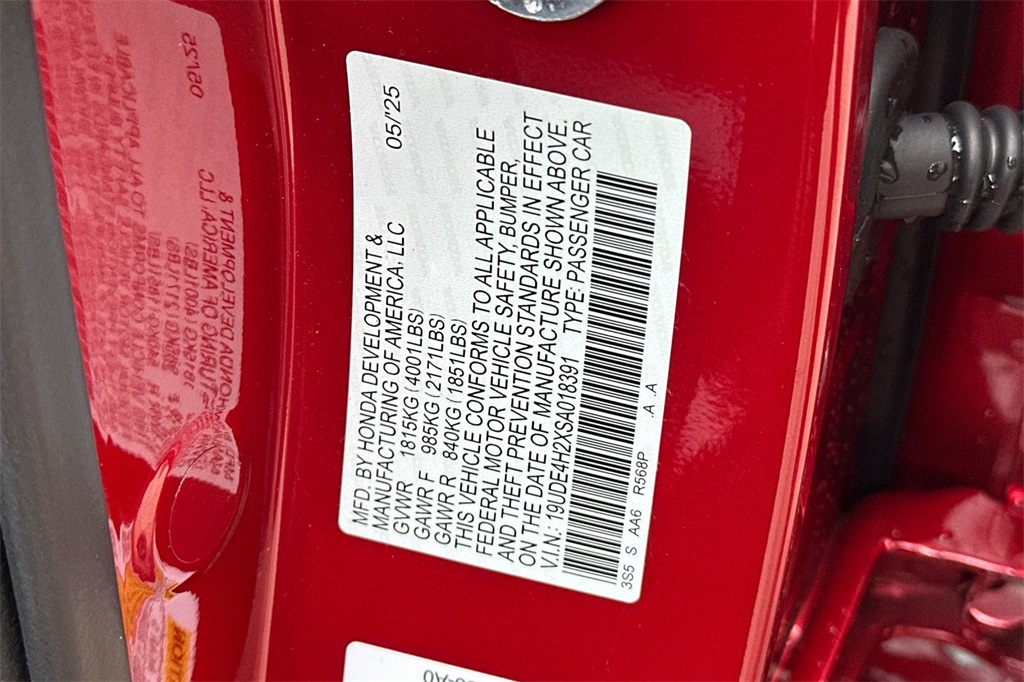 MFD. BY HONDA DEVELOPMENT & 05/'25
MANUFACTURING OF AMERICA, LLC
GVWR 1815KG (4001LBS)
GAWR F 985KG (2171LBS)
GAWR R 840KG (1851LBS)
THIS VEHICLE CONFORMS TO ALL APPLICABLE
FEDERAL MOTOR VEHICLE SAFETY, BUMPER,
AND THEFT PREVENTION STANDARDS IN EFFECT
ON THE DATE OF MANUFACTURE SHOWN ABOVE.
V.I.N.: 19UDE4H2XSA018391 TYPE: PASSENGER CAR
3S5 S AA6 R568P .A .A